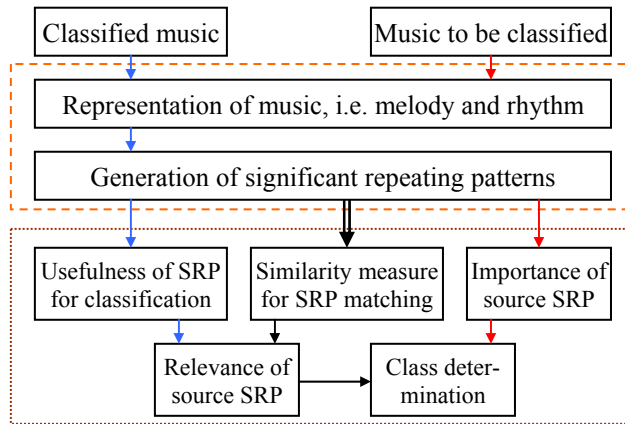 Classified music
Music to be classified
Representation of music, i.e. melody and rhythm
Generation of significant repeating patterns
Usefulness of SRP
for classification
Similarity measure
for SRP matching
Importance of
source SRP
Relevance of
source SRP
Class deter-
mination